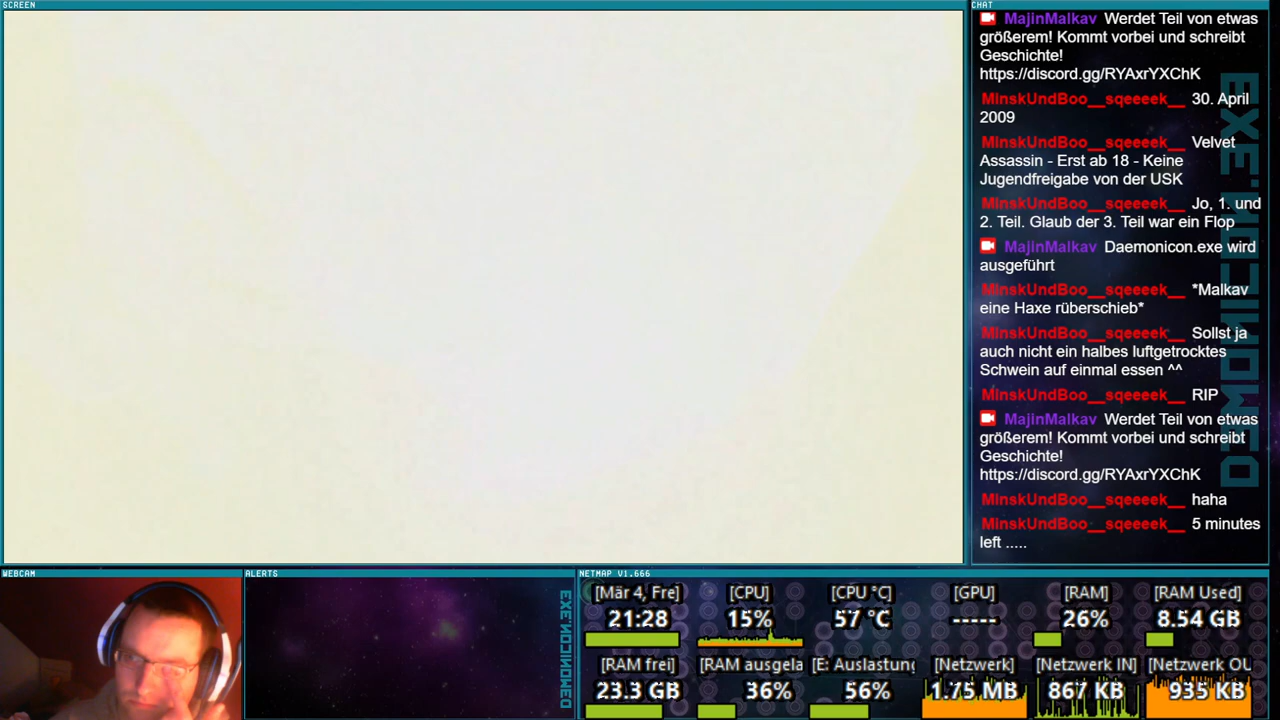 SCREEN
CHAT
MajinMalkav Werdet Teil von etwas
größerem! Kommt vorbei und schreibt
Geschichte!
https://discord.gg/RYAxrYXChK
MInskUndBoo__sqeeeek__ 30. April
2009
MInskUndBoo__sqeeeek__ Velvet
Assassin - Erst ab 18 - Keine
Jugendfreigabe von der USK
MInskUndBoo__sqeeeek__ Jo, 1. und
2. Teil. Glaub der 3. Teil war ein Flop
MajinMalkav Daemonicon.exe wird
ausgeführt
MInskUndBoo__sqeeeek__ *Malkav
eine Haxe rüberschieb*
MInskUndBoo__sqeeeek__ Sollst ja
auch nicht ein halbes luftgetrocktes
Schwein auf einmal essen ^^
MInskUndBoo__sqeeeek__ RIP
MajinMalkav Werdet Teil von etwas
größerem! Kommt vorbei und schreibt
Geschichte!
https://discord.gg/RYAxrYXChK
MInskUndBoo__sqeeeek__ haha
MInskUndBoo__sqeeeek__ 5 minutes
left .....
DEMONICON.EXE
WEBCAM
ALERTS
DEMONICON.EXE
NETMAP V1.666
[Mär 4, Fre] [CPU] [CPU °C] [GPU] [RAM] [RAM Used]
21:28 15% 57 °C ----- 26% 8.54 GB
[RAM frei] [RAM ausgela [E: Auslastung [Netzwerk] [Netzwerk IN] [Netzwerk OU
23.3 GB 36% 56% 1.75 MB 867 KB 935 KB